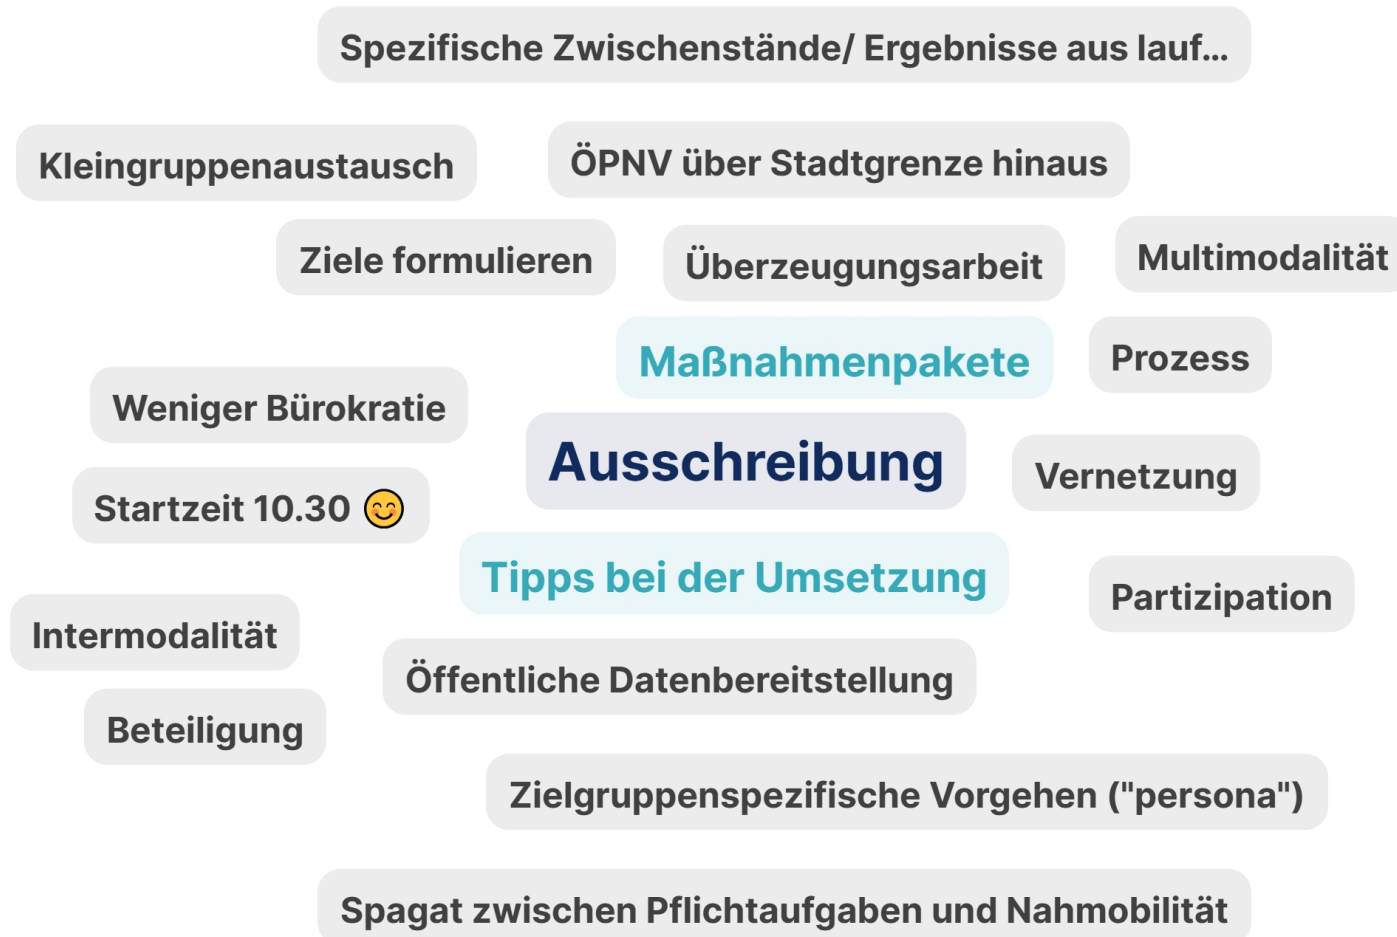 Spezifische Zwischenstände/ Ergebnisse aus lauf...
Kleingruppenaustausch
ÖPNV über Stadtgrenze hinaus
Ziele formulieren
Überzeugungsarbeit
Multimodalität
Maßnahmenpakete
Prozess
Weniger Bürokratie
Ausschreibung
Vernetzung
Startzeit 10.30 😊
Tipps bei der Umsetzung
Partizipation
Intermodalität
Öffentliche Datenbereitstellung
Beteiligung
Zielgruppenspezifische Vorgehen ("persona")
Spagat zwischen Pflichtaufgaben und Nahmobilität